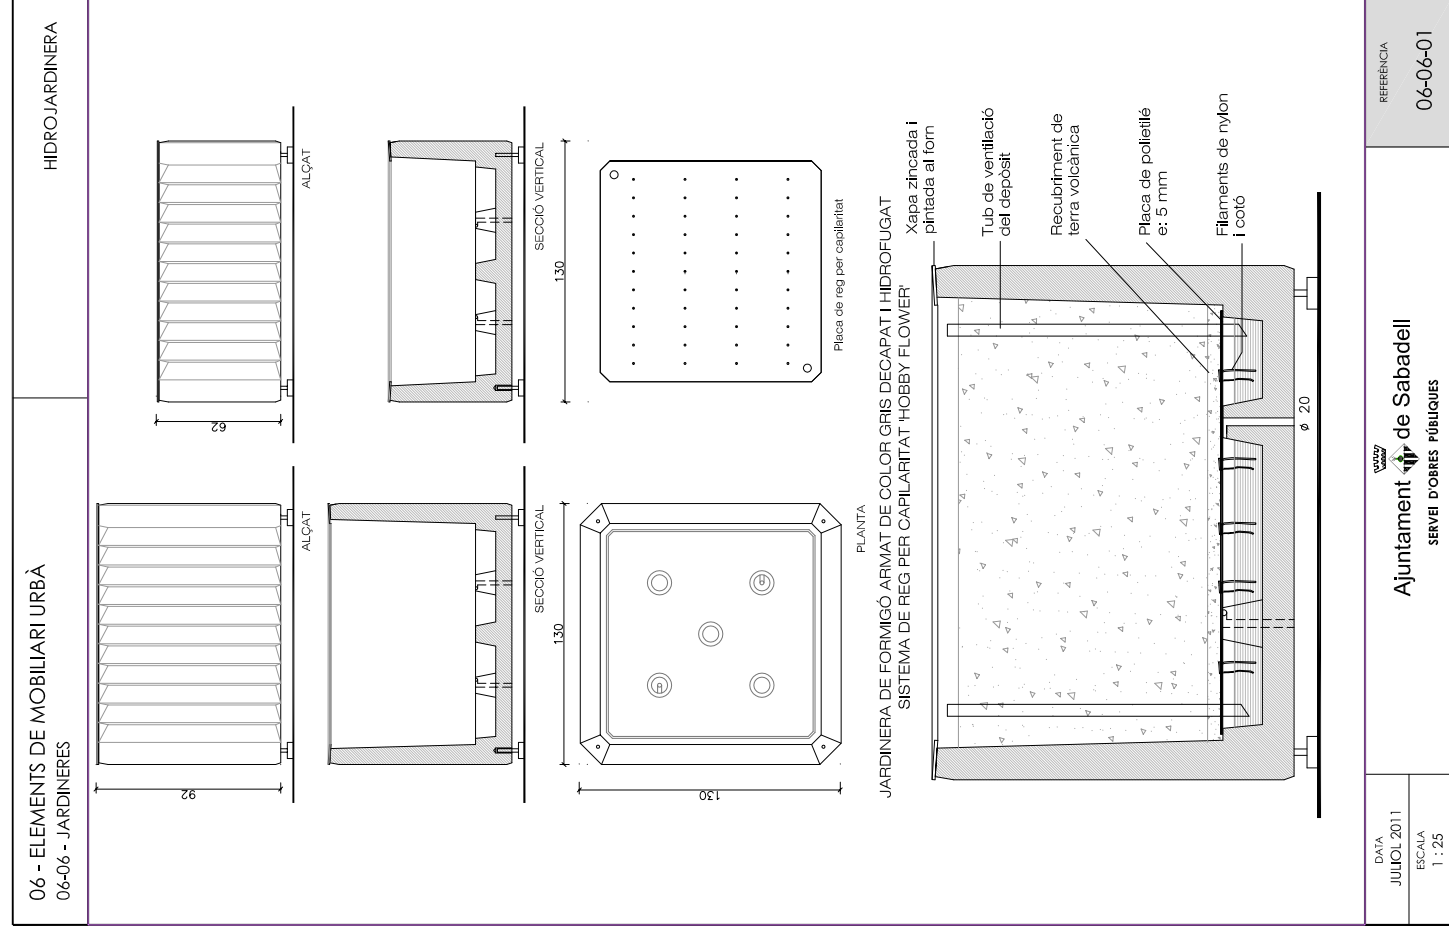 06 - ELEMENTS DE MOBILIARI URBÀ
06-06 - JARDINERES
HIDROJARDINERA
92
ALÇAT
62
ALÇAT
SECCIÓ VERTICAL
SECCIÓ VERTICAL
130
130
130
PLANTA
Placa de reg per capilaritat
JARDINERA DE FORMIGÓ ARMAT DE COLOR GRIS DECAPAT I HIDROFUGAT
SISTEMA DE REG PER CAPILARITAT 'HOBBY FLOWER'
Xapa zincada i
pintada al forn
Tub de ventilació
del depòsit
Recubriment de
terra volcànica
Placa de polietilé
e: 5 mm
Filaments de nylon
i cotó
ø 20
DATA
JULIOL 2011
ESCALA
1 : 25
Ajuntament de Sabadell
SERVEI D'OBRES PÚBLIQUES
REFERÈNCIA
06-06-01